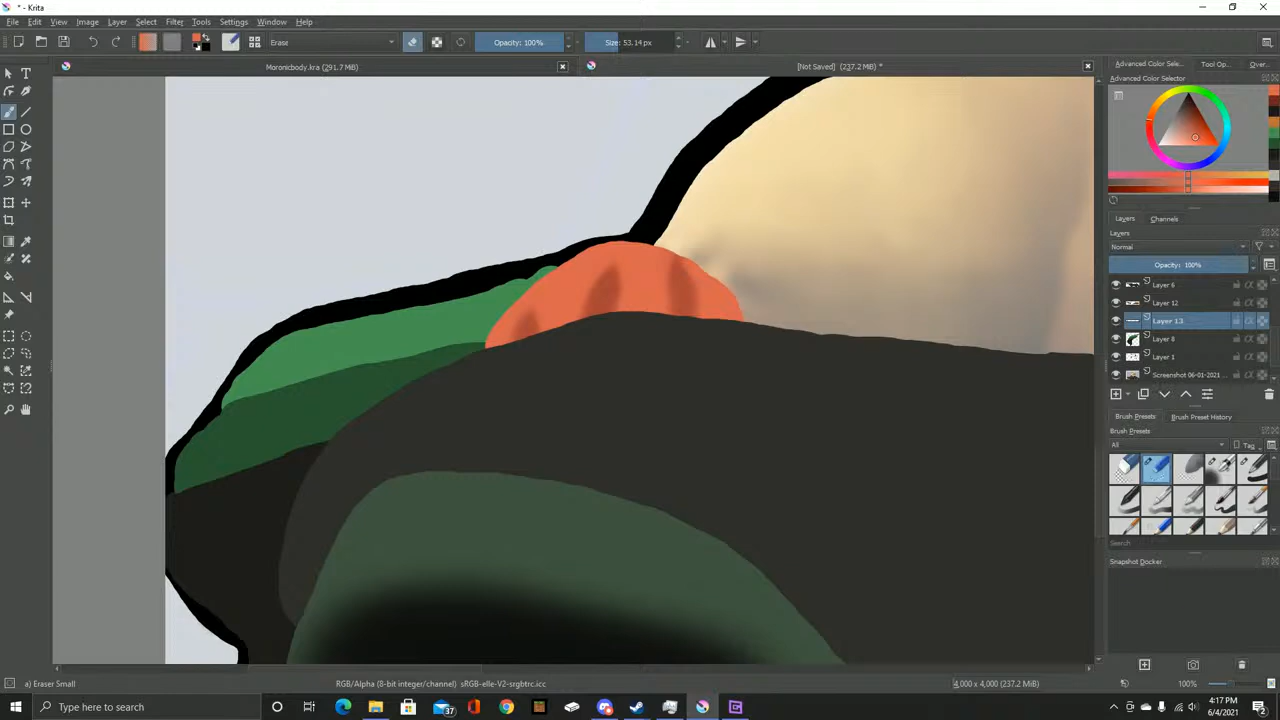 * - Krita
File Edit View Image Layer Select Filter Tools Settings Window Help
Erase Opacity: 100% Size: 53.14 px
Moronicbody.kra (291.7 MiB) [Not Saved] (237.2 MiB) *
Advanced Color Sele... Tool Op... Over...
Advanced Color Selector
Layers Channels
Layers
Normal
Opacity: 100%
Layer 6
Layer 12
Layer 13
Layer 8
Layer 1
Screenshot 06-01-2021 ...
Brush Presets Brush Preset History
Brush Presets
All Tag
Search
Snapshot Docker
a) Eraser Small RGB/Alpha (8-bit integer/channel) sRGB-elle-V2-srgbtrc.icc 4,000 x 4,000 (237.2 MiB) 100%
Type here to search 37 4:17 PM
6/4/2021